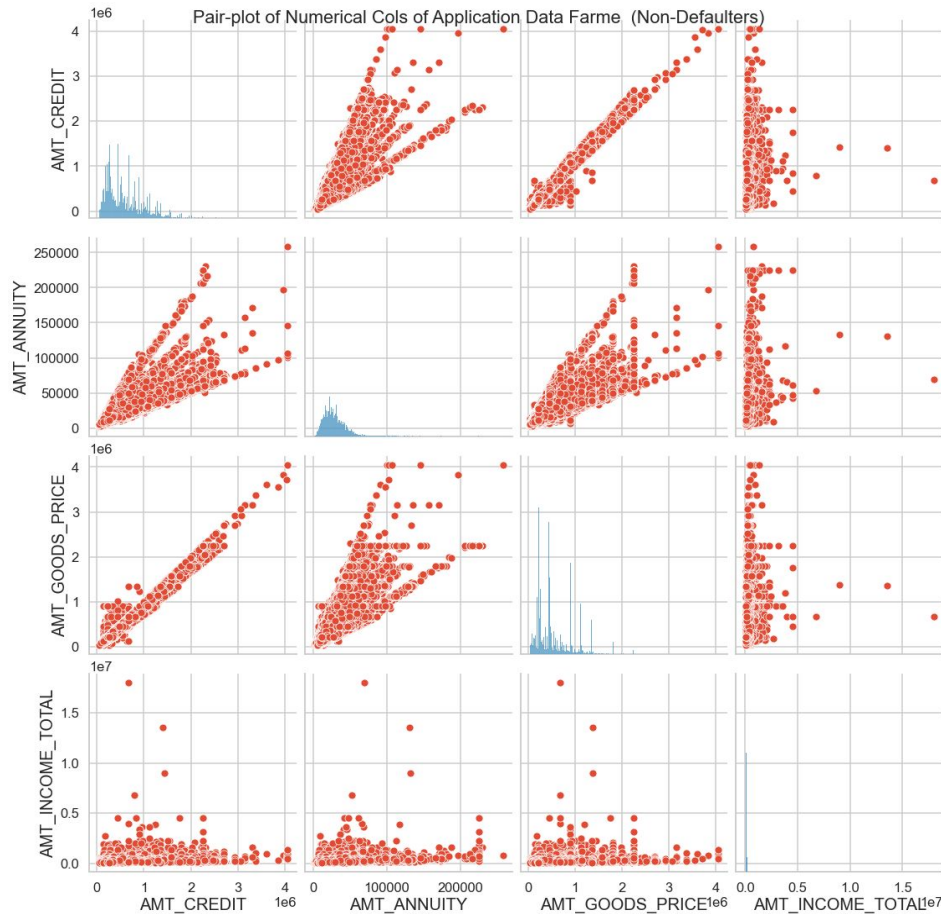 Pair-plot of Numerical Cols of Application Data Farme (Non-Defaulters)
1e6
4
3
2
1
0
AMT_CREDIT
250000
200000
150000
100000
50000
0
AMT_ANNUITY
1e6
4
3
2
1
0
AMT_GOODS_PRICE
1e7
1.5
1.0
0.5
0.0
AMT_INCOME_TOTAL
0 1 2 3 4
0 100000 200000
0 1 2 3 4
0.0 0.5 1.0 1.5
AMT_CREDIT 1e6
AMT_ANNUITY
AMT_GOODS_PRICE 1e6
AMT_INCOME_TOTAL 1e7